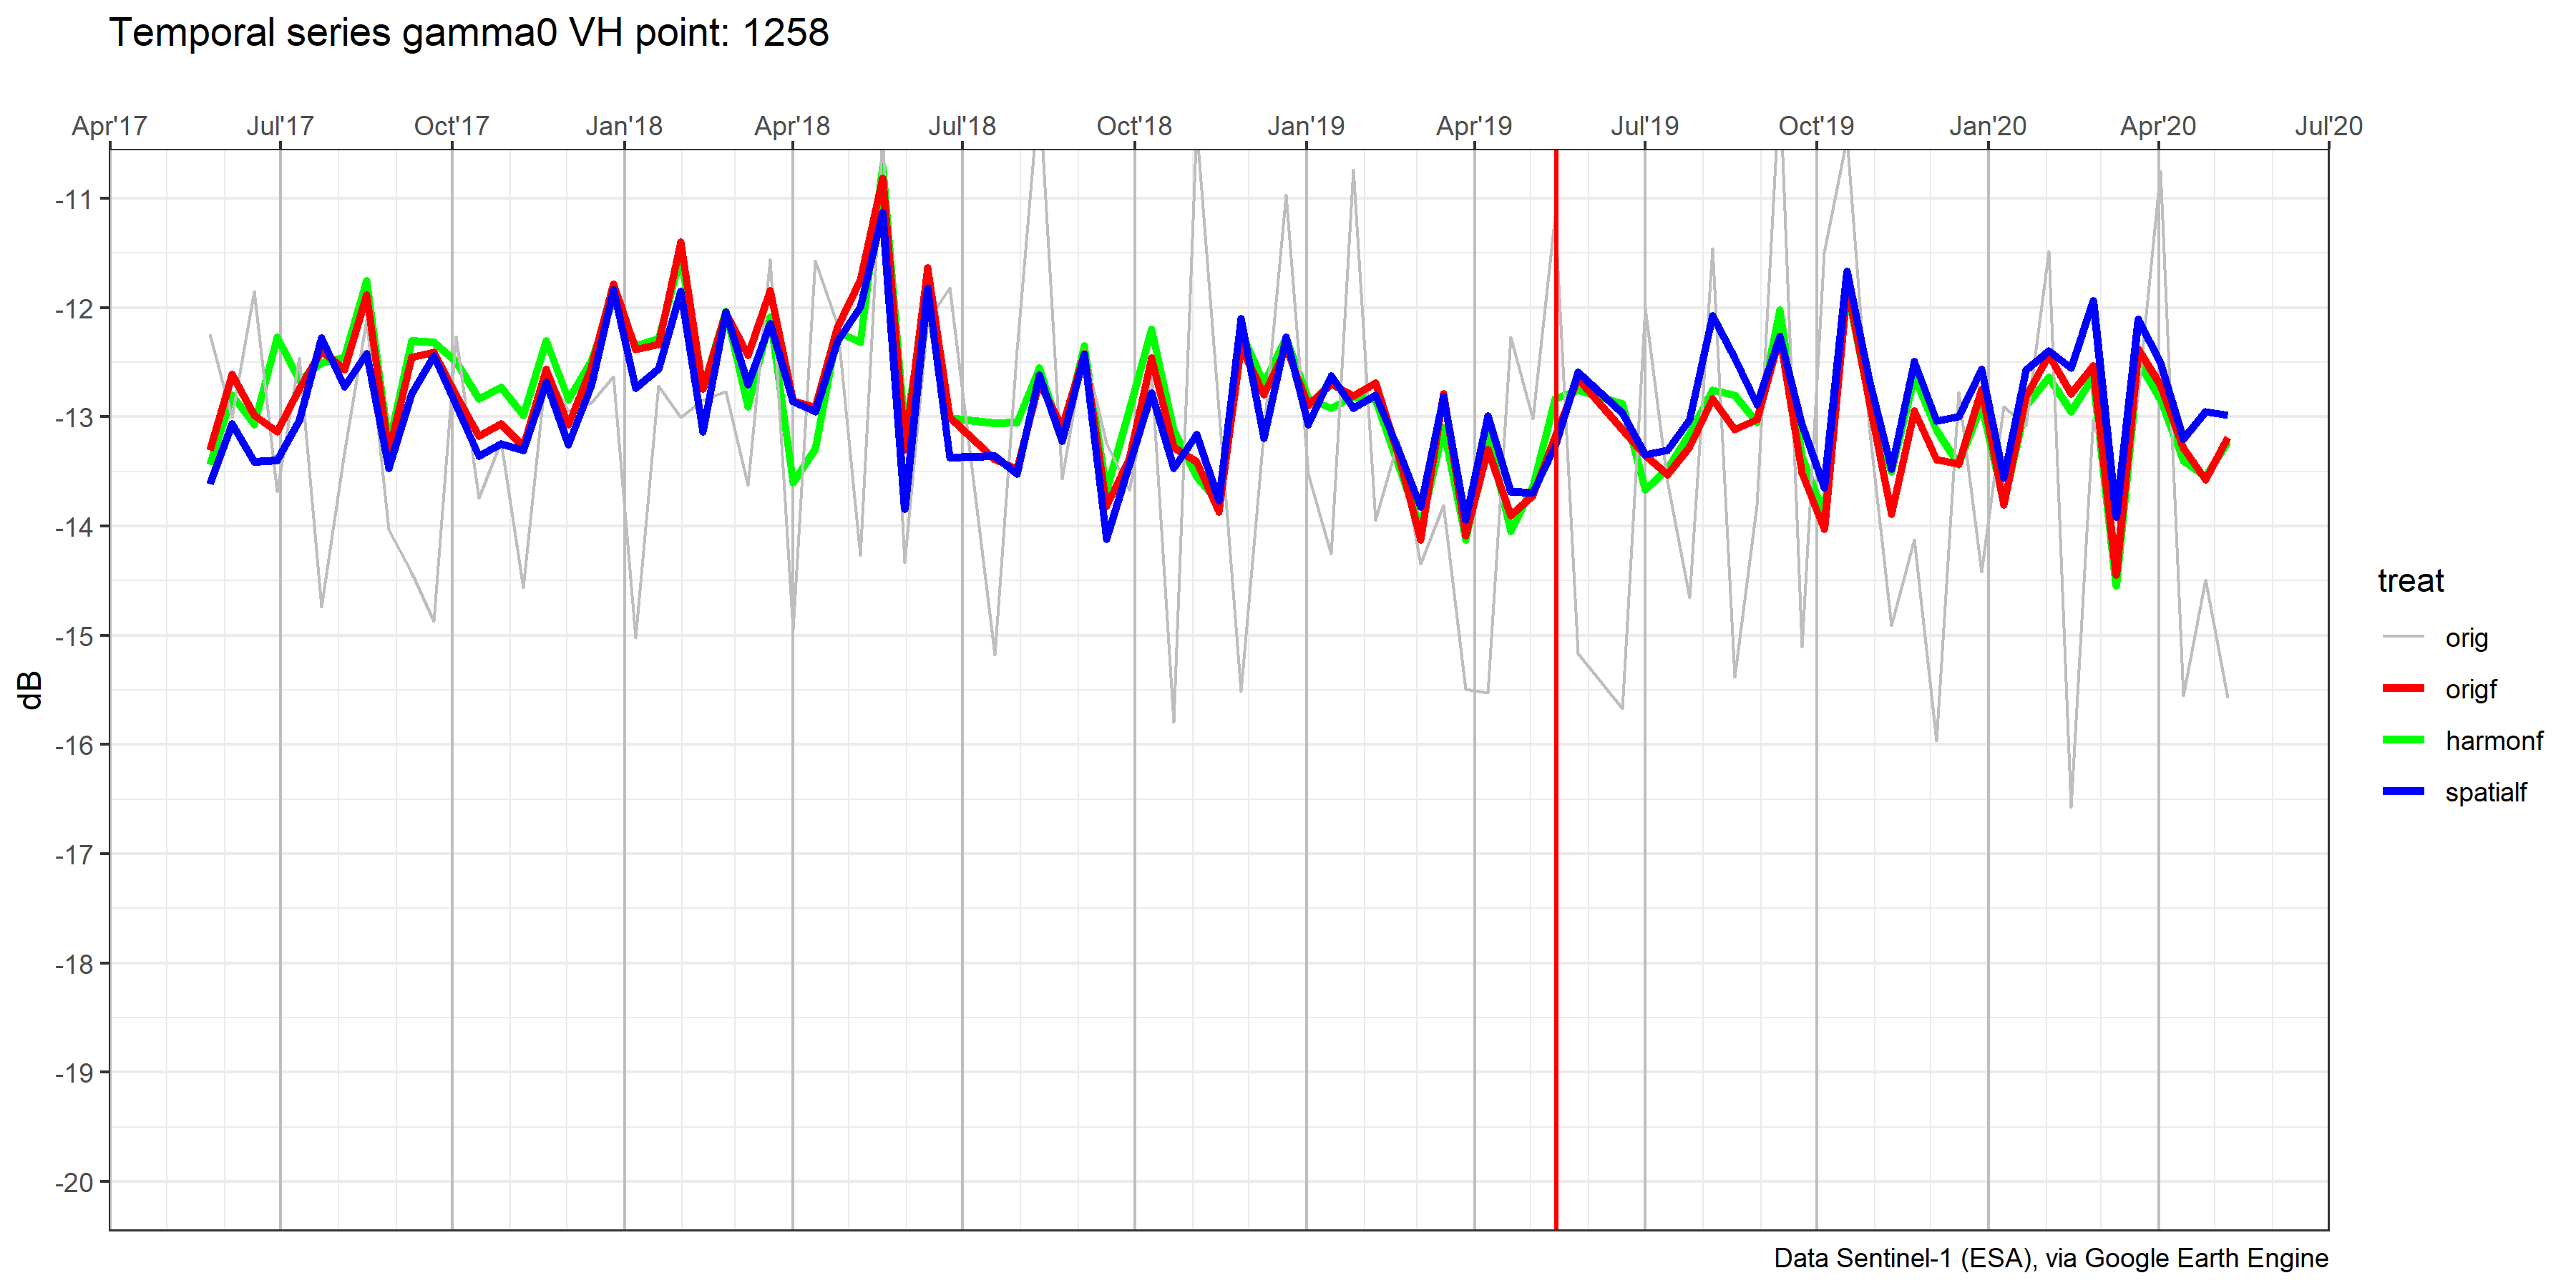 Temporal series gamma0 VH point: 1258
Apr'17 Jul'17 Oct'17 Jan'18 Apr'18 Jul'18 Oct'18 Jan'19 Apr'19 Jul'19 Oct'19 Jan'20 Apr'20 Jul'20
-11
-12
-13
-14
-15
-16
-17
-18
-19
-20
dB
treat
orig
origf
harmonf
spatialf
Data Sentinel-1 (ESA), via Google Earth Engine